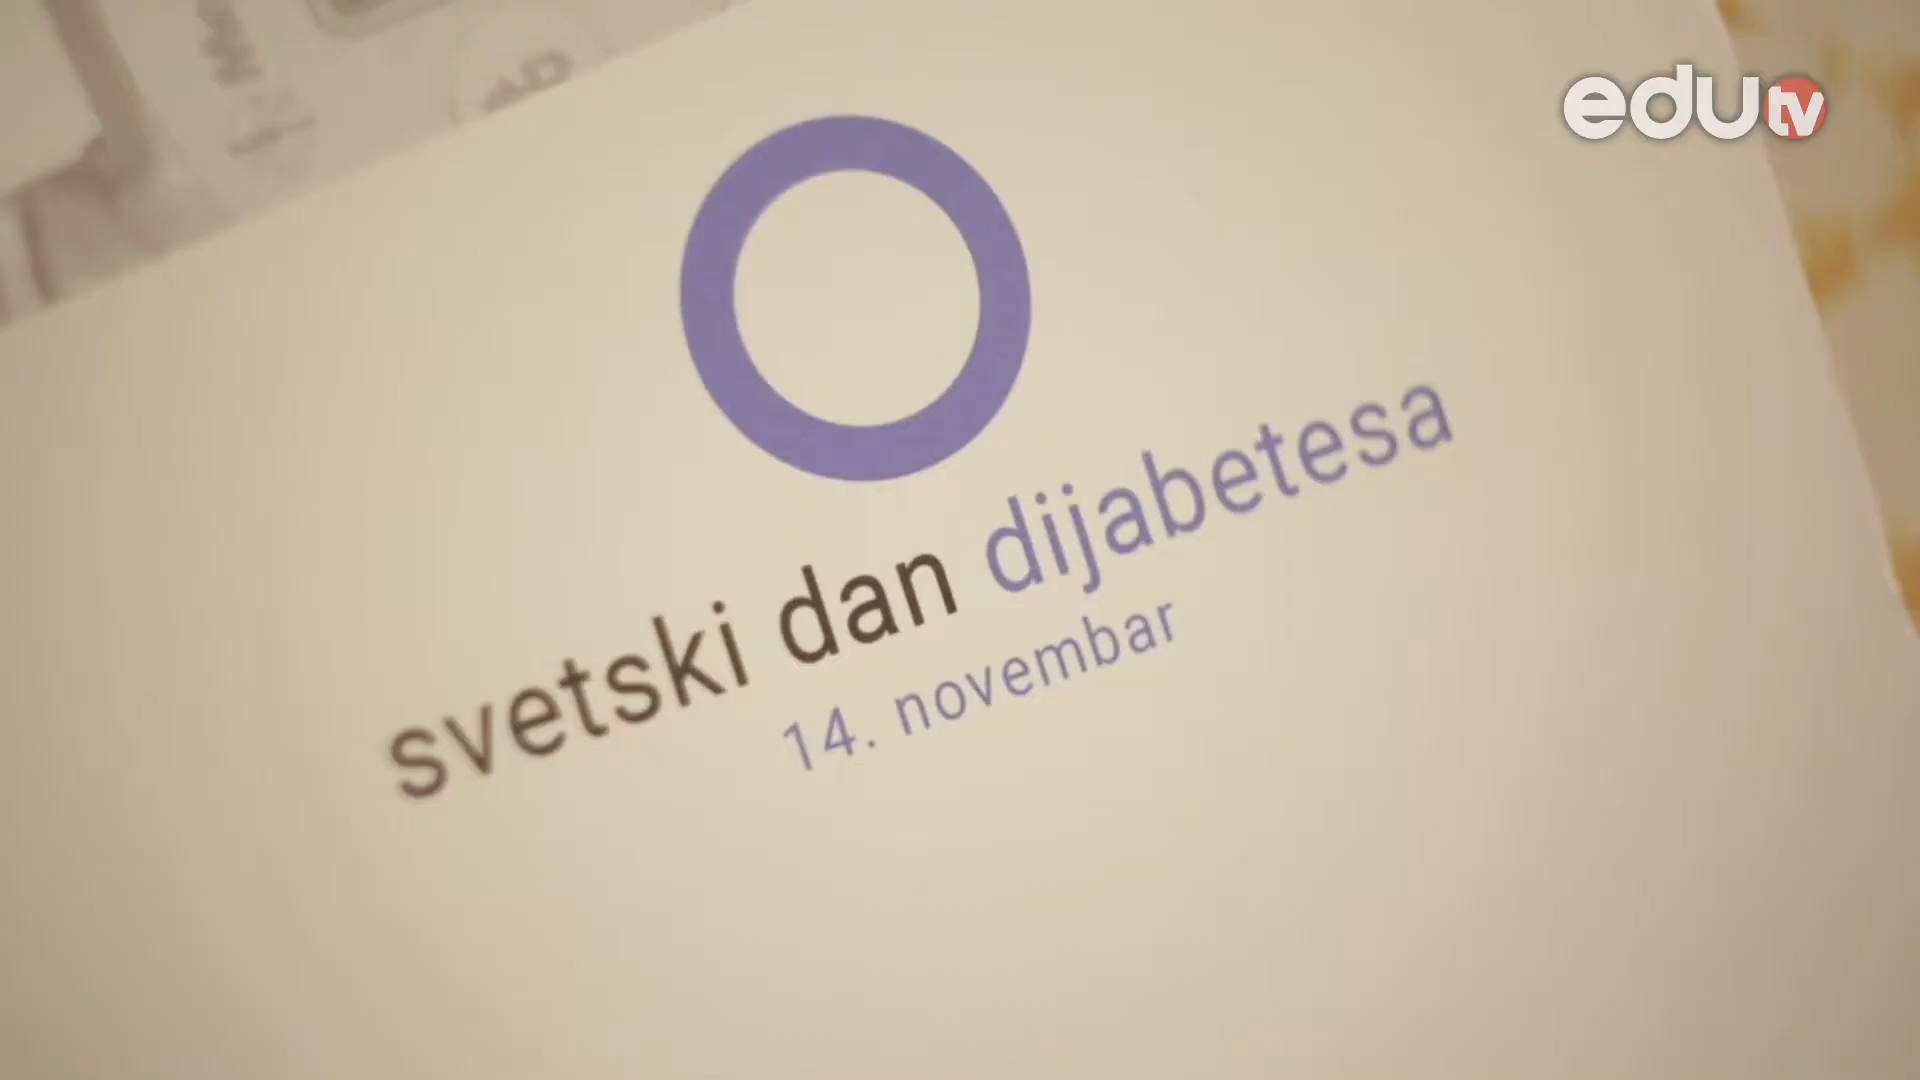 edutv
svetski dan dijabetesa
14. novembar